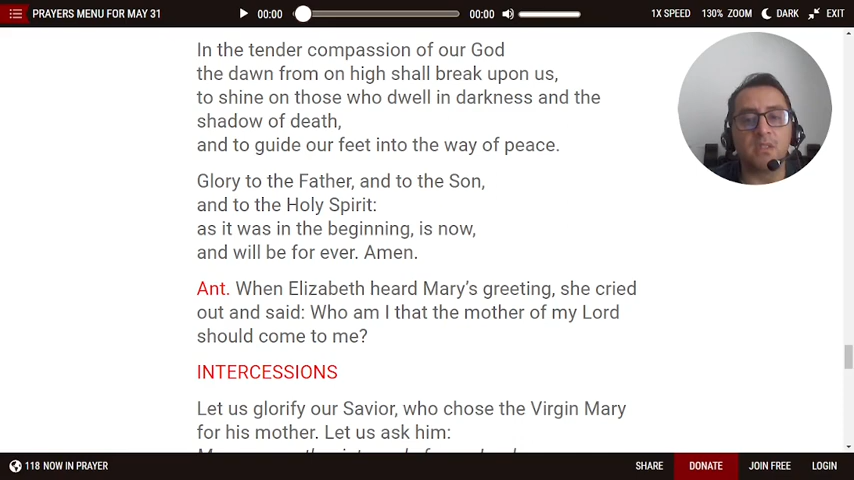 PRAYERS MENU FOR MAY 31
00:00
00:00
1X SPEED
130% ZOOM
DARK
EXIT
In the tender compassion of our God
the dawn from on high shall break upon us,
to shine on those who dwell in darkness and the
shadow of death,
and to guide our feet into the way of peace.
Glory to the Father, and to the Son,
and to the Holy Spirit:
as it was in the beginning, is now,
and will be for ever. Amen.
Ant. When Elizabeth heard Mary’s greeting, she cried
out and said: Who am I that the mother of my Lord
should come to me?
INTERCESSIONS
Let us glorify our Savior, who chose the Virgin Mary
for his mother. Let us ask him:
118 NOW IN PRAYER
SHARE
DONATE
JOIN FREE
LOGIN